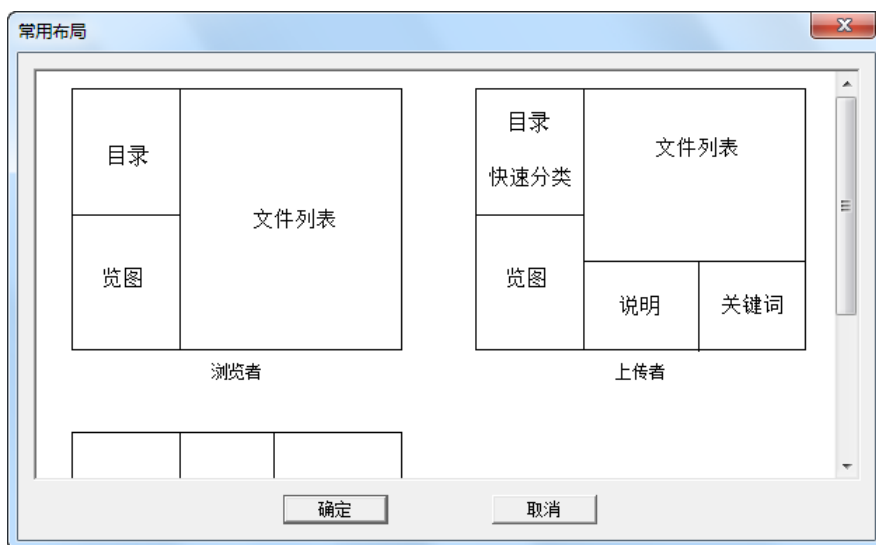 常用布局
目录
文件列表
览图
浏览者
目录
快速分类
文件列表
览图
说明
关键词
上传者
确定
取消